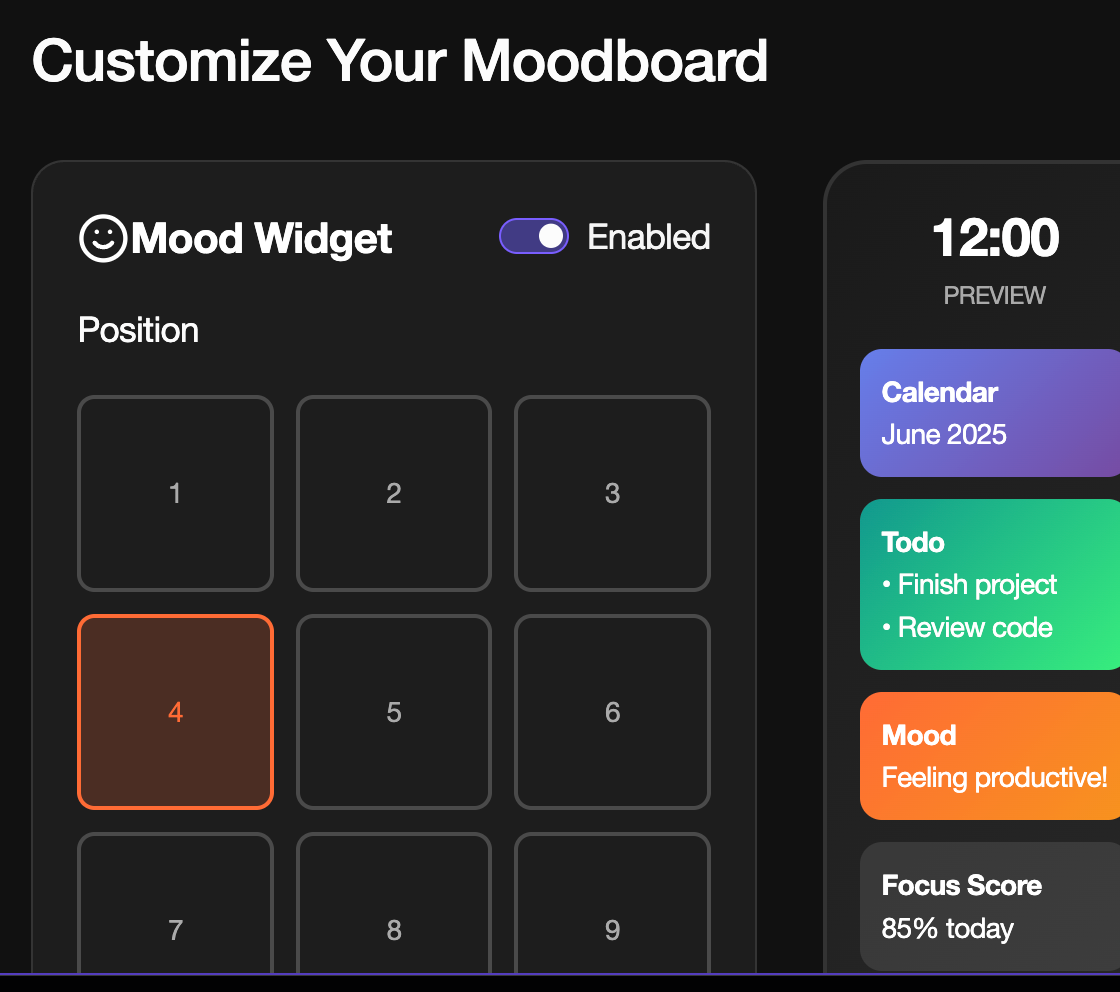 Customize Your Moodboard
Mood Widget
Enabled
Position
1
2
3
4
5
6
7
8
9
12:00
PREVIEW
Calendar
June 2025
Todo
• Finish project
• Review code
Mood
Feeling productive!
Focus Score
85% today